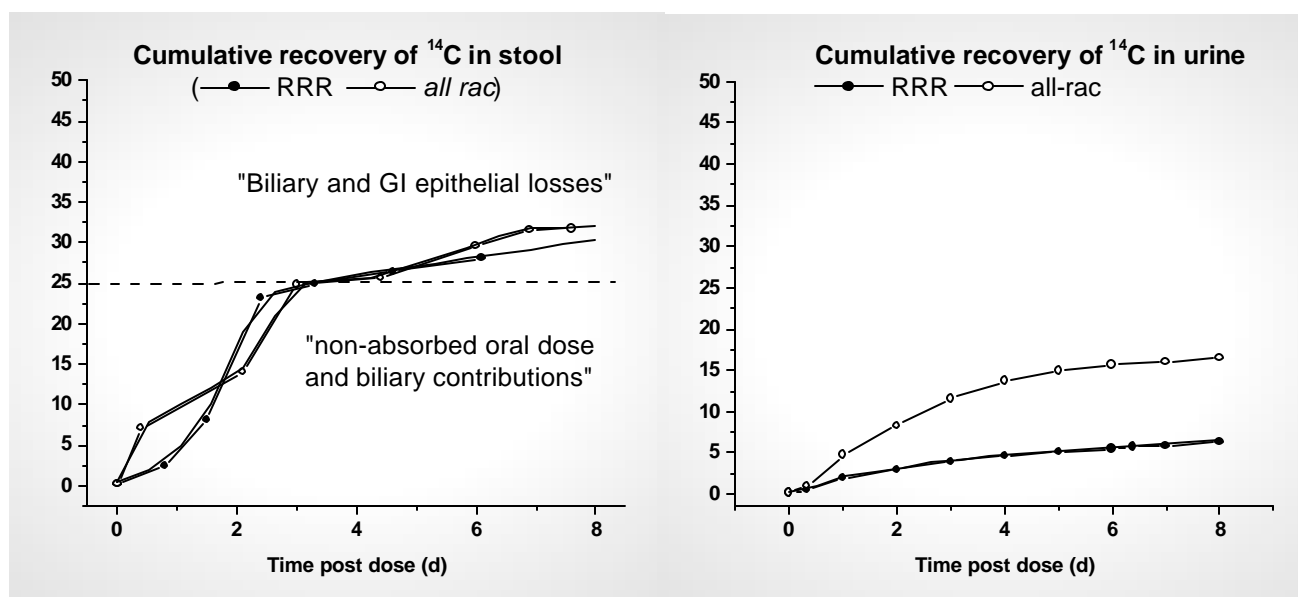 Cumulative recovery of ¹⁴C in stool
(RRR all rac)
50
45
40
35
30
25
20
15
10
5
0
"Biliary and GI epithelial losses"
"non-absorbed oral dose
and biliary contributions"
0 2 4 6 8
Time post dose (d)
Cumulative recovery of ¹⁴C in urine
RRR all-rac
50
45
40
35
30
25
20
15
10
5
0
0 2 4 6 8
Time post dose (d)